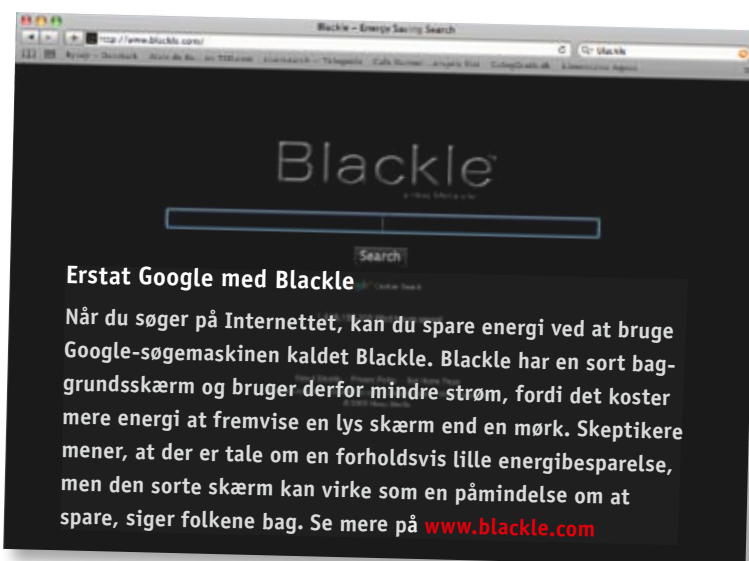 Blackle – Energy Saving Search
http://www.blackle.com/
blackle
Blackle™
Search
Erstat Google med Blackle
Når du søger på Internettet, kan du spare energi ved at bruge
Google-søgemaskinen kaldet Blackle. Blackle har en sort bag-
grundsskærm og bruger derfor mindre strøm, fordi det koster
mere energi at fremvise en lys skærm end en mørk. Skeptikere
mener, at der er tale om en forholdsvis lille energibesparelse,
men den sorte skærm kan virke som en påmindelse om at
spare, siger folkene bag. Se mere på www.blackle.com